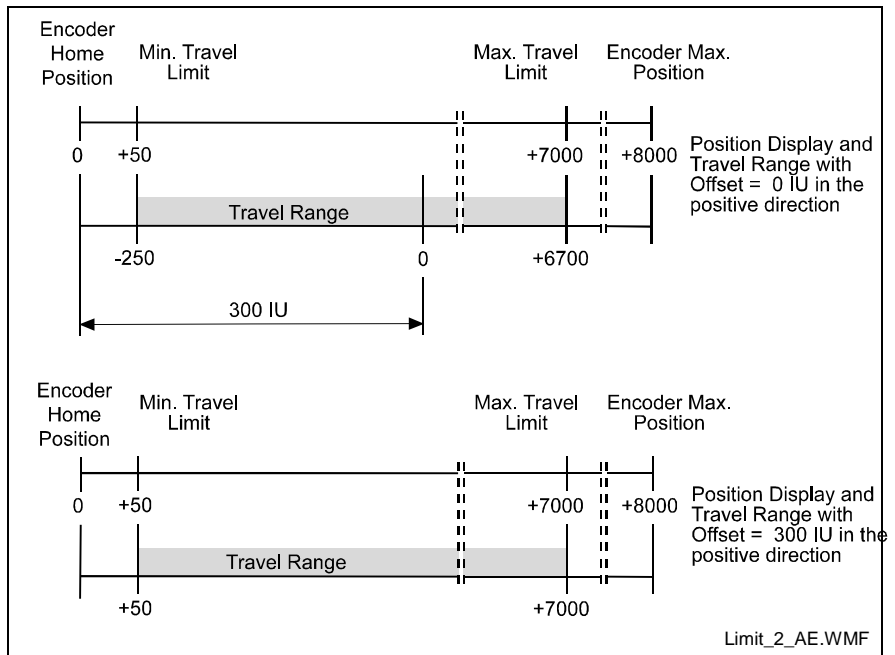 Encoder
Home
Position
Min. Travel
Limit
Max. Travel
Limit
Encoder Max.
Position
0
+50
+7000
+8000
Position Display and
Travel Range with
Offset = 0 IU in the
positive direction
Travel Range
-250
0
+6700
300 IU
Encoder
Home
Position
Min. Travel
Limit
Max. Travel
Limit
Encoder Max.
Position
0
+50
+7000
+8000
Position Display and
Travel Range with
Offset = 300 IU in the
positive direction
Travel Range
+50
+7000
Limit_2_AE.WMF